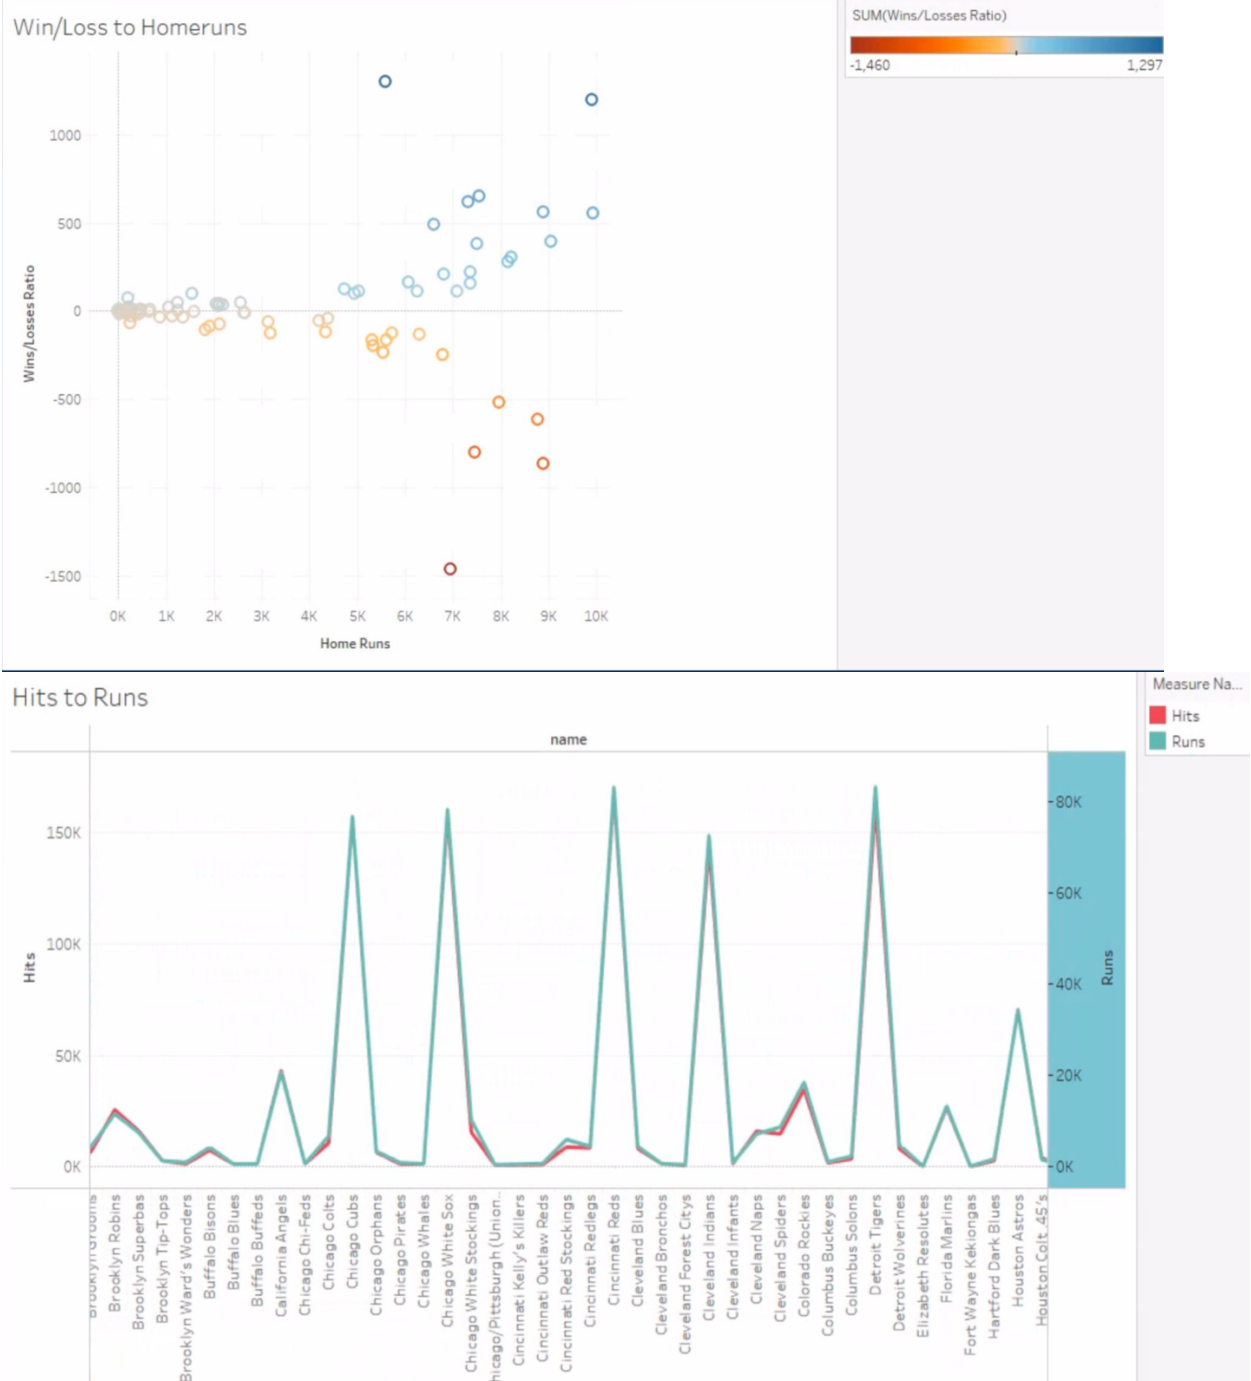 Win/Loss to Homeruns
SUM(Wins/Losses Ratio)
-1,460
1,297
Wins/Losses Ratio
1000
500
0
-500
-1000
-1500
0K
1K
2K
3K
4K
5K
6K
7K
8K
9K
10K
Home Runs
Hits to Runs
Measure Na...
Hits
Runs
name
Hits
150K
100K
50K
0K
80K
60K
40K
20K
0K
Runs
Brooklyn Grooms
Brooklyn Robins
Brooklyn Superbas
Brooklyn Tip-Tops
Brooklyn Ward's Wonders
Buffalo Bisons
Buffalo Blues
Buffalo Buffeds
California Angels
Chicago Chi-Feds
Chicago Colts
Chicago Cubs
Chicago Orphans
Chicago Pirates
Chicago Whales
Chicago White Sox
Chicago White Stockings
hicago/Pittsburgh (Union..
Cincinnati Kelly's Killers
Cincinnati Outlaw Reds
Cincinnati Red Stockings
Cincinnati Redlegs
Cincinnati Reds
Cleveland Blues
Cleveland Bronchos
Cleveland Forest Citys
Cleveland Indians
Cleveland Infants
Cleveland Naps
Cleveland Spiders
Colorado Rockies
Columbus Buckeyes
Columbus Solons
Detroit Tigers
Detroit Wolverines
Elizabeth Resolutes
Florida Marlins
Fort Wayne Kekiongas
Hartford Dark Blues
Houston Astros
Houston Colt .45's